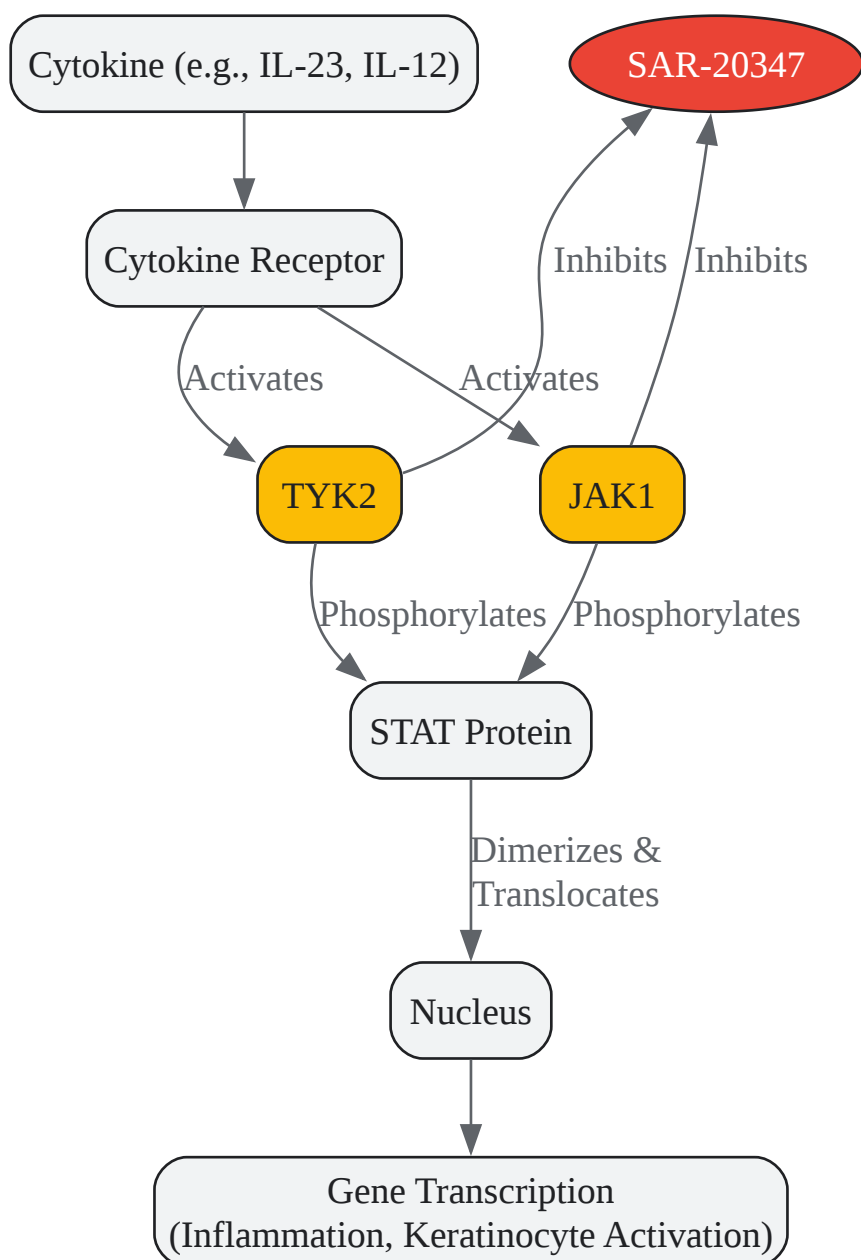 Cytokine (e.g., IL-23, IL-12)
SAR-20347
Cytokine Receptor
Inhibits
Inhibits
Activates
Activates
TYK2
JAK1
Phosphorylates
Phosphorylates
STAT Protein
Dimerizes &
Translocates
Nucleus
Gene Transcription
(Inflammation, Keratinocyte Activation)